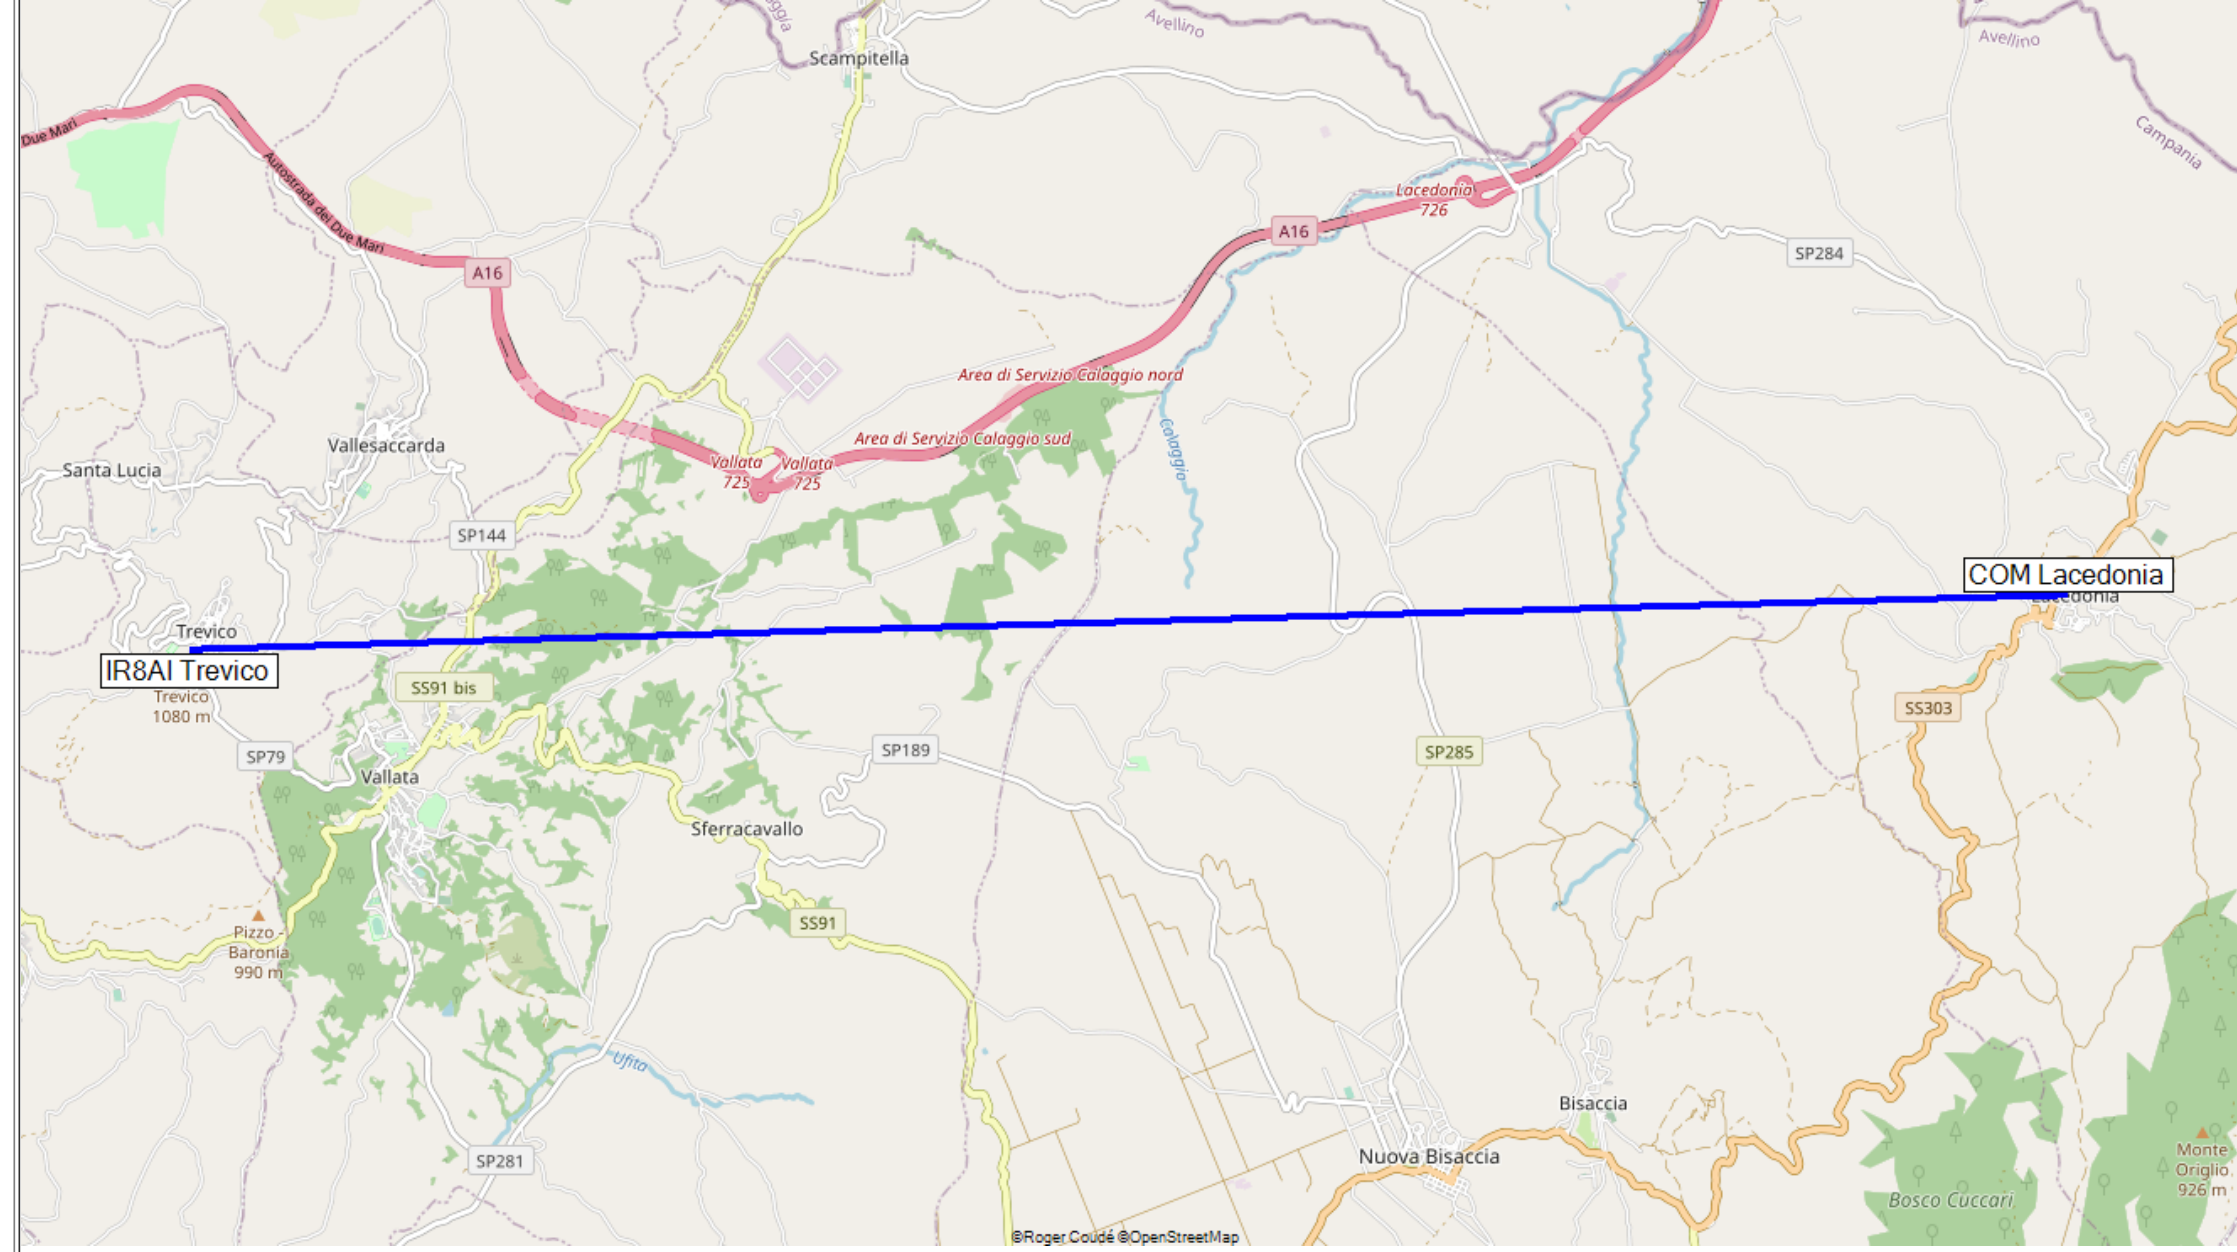 aggia
Avellino
Avellino
Scampitella
Due Mari
Campania
Autostrada dei Due Mari
Lacedonia
726
A16
SP284
A16
Area di Servizio Calaggio nord
Area di Servizio Calaggio sud
Vallesaccarda
Santa Lucia
Vallata
725
Vallata
725
Calaggio
SP144
COM Lacedonia
Trevico
IR8AI Trevico
Trevico
1080 m
SS91 bis
SS303
SP79
SP189
SP285
Vallata
Sferracavallo
SS91
Pizzo -
Baronia
990 m
Ufita
Bisaccia
SP281
Nuova Bisaccia
Monte
Origlio
926 m
Bosco Cuccari
©Roger Coudé ©OpenStreetMap